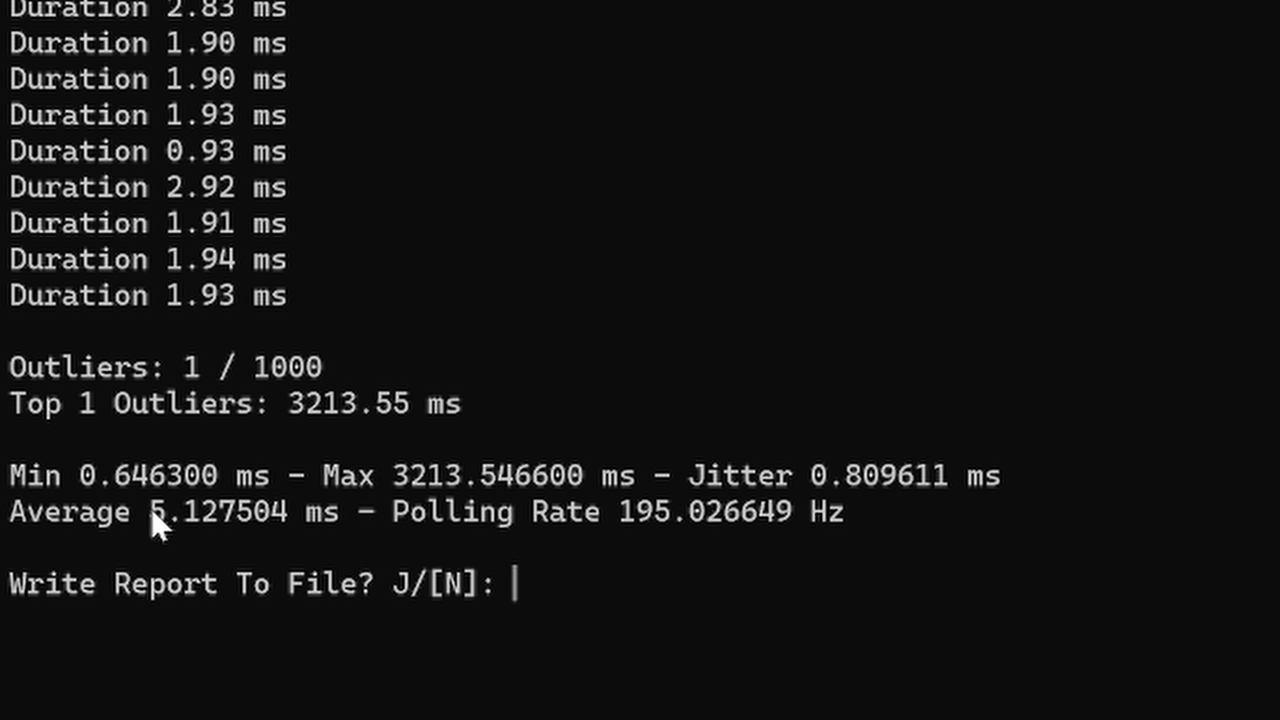 Duration 2.83 ms
Duration 1.90 ms
Duration 1.90 ms
Duration 1.93 ms
Duration 0.93 ms
Duration 2.92 ms
Duration 1.91 ms
Duration 1.94 ms
Duration 1.93 ms
Outliers: 1 / 1000
Top 1 Outliers: 3213.55 ms
Min 0.646300 ms - Max 3213.546600 ms - Jitter 0.809611 ms
Average 5.127504 ms - Polling Rate 195.026649 Hz
Write Report To File? J/[N]: